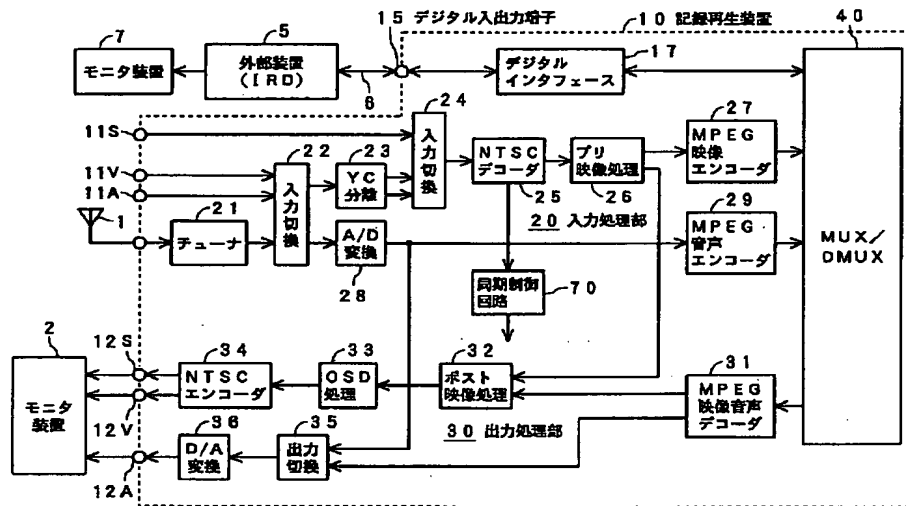 15 デジタル入出力端子
10 記録再生装置
40
7
モニタ装置
5
外部装置
(IRD)
6
17
デジタル
インタフェース
11S
11V
11A
1
24
入力切換
22
入力切換
23
YC
分離
NTSC
デコーダ
25
プリ
映像処理
26
27
MPEG
映像
エンコーダ
21
チューナ
A/D
変換
28
20 入力処理部
29
MPEG
音声
エンコーダ
MUX/
DMUX
同期制御
回路
70
2
モニタ
装置
12S
12V
12A
34
NTSC
エンコーダ
33
OSD
処理
32
ポスト
映像処理
31
MPEG
映像音声
デコーダ
36
D/A
変換
35
出力
切換
30 出力処理部